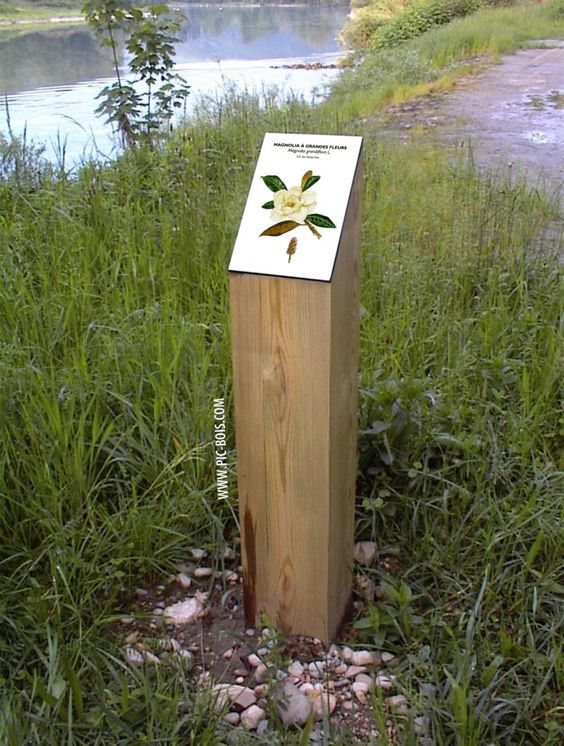 MAGNOLIA À GRANDES FLEURS
Magnolia grandiflora L.
WWW.PIC-BOIS.COM